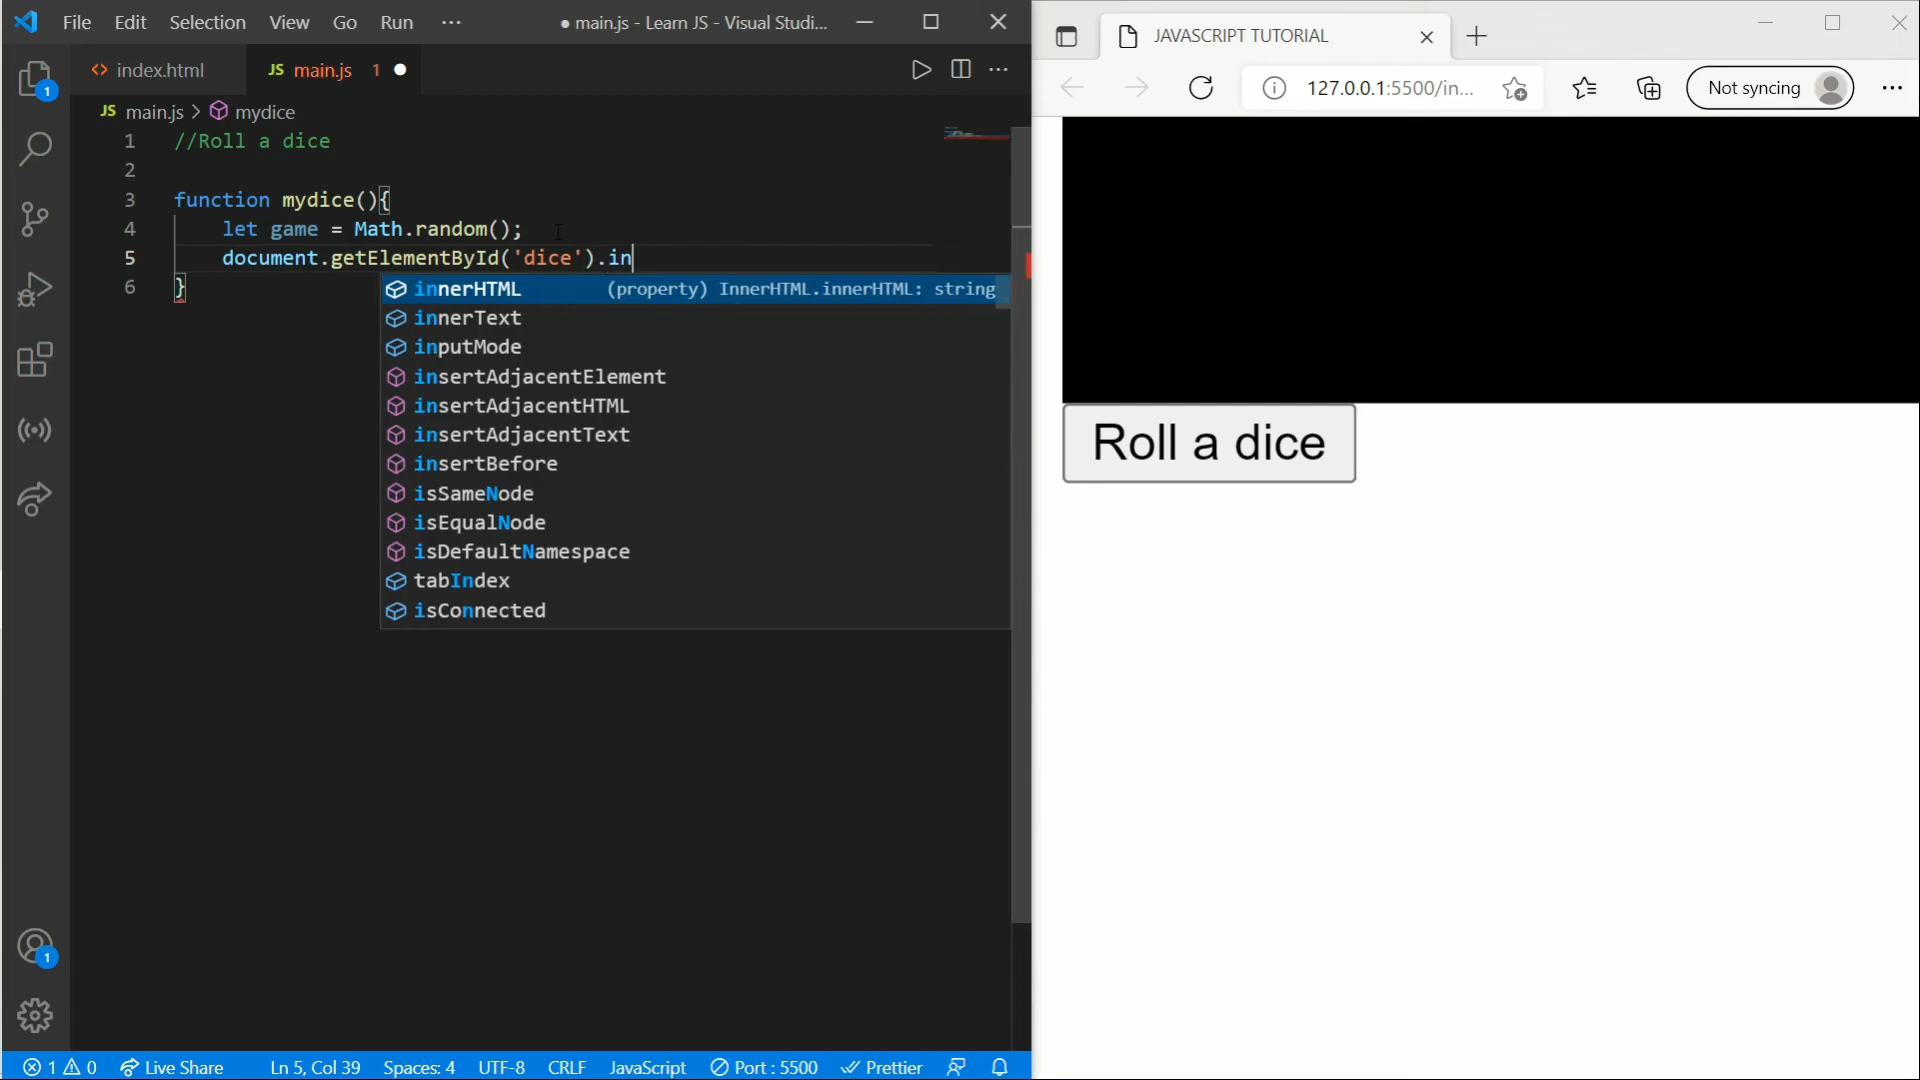 File Edit Selection View Go Run ··· ● main.js - Learn JS - Visual Studi...
index.html JS main.js 1
JS main.js > mydice
1 //Roll a dice
2
3 function mydice(){
4 let game = Math.random();
5 document.getElementById('dice').in
6 }
innerHTML (property) InnerHTML.innerHTML: string
innerText
inputMode
insertAdjacentElement
insertAdjacentHTML
insertAdjacentText
insertBefore
isSameNode
isEqualNode
isDefaultNamespace
tabIndex
isConnected
1
1
1 0 Live Share Ln 5, Col 39 Spaces: 4 UTF-8 CRLF JavaScript Port : 5500 Prettier
JAVASCRIPT TUTORIAL
127.0.0.1:5500/in... Not syncing
Roll a dice